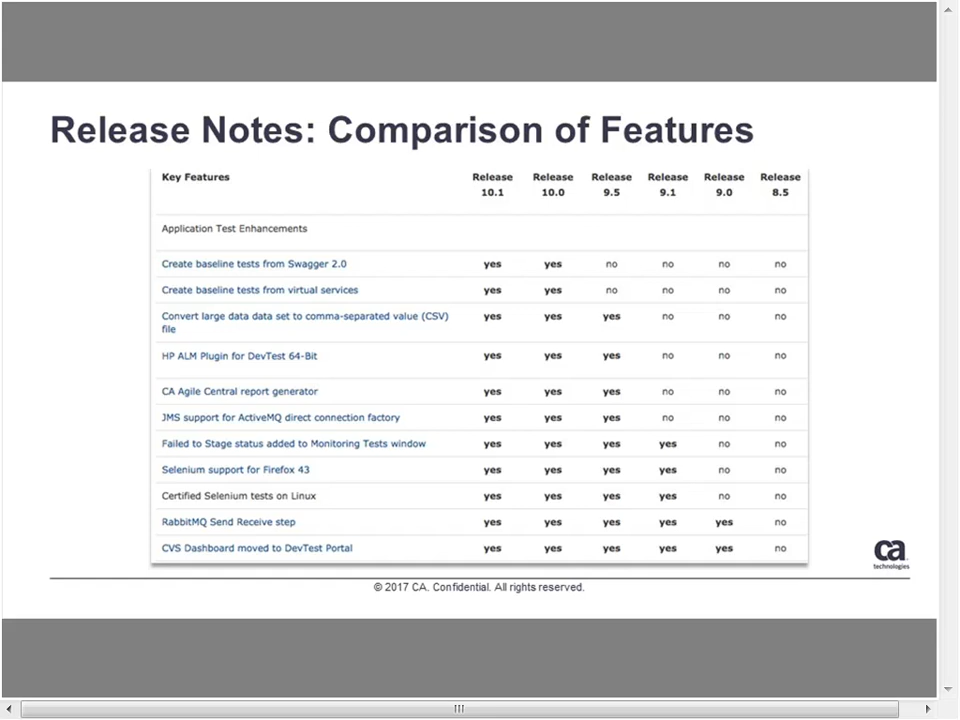 Release Notes: Comparison of Features
Key Features Release 10.1 Release 10.0 Release 9.5 Release 9.1 Release 9.0 Release 8.5
Application Test Enhancements
Create baseline tests from Swagger 2.0 yes yes no no no no
Create baseline tests from virtual services yes yes no no no no
Convert large data data set to comma-separated value (CSV) file yes yes yes no no no
HP ALM Plugin for DevTest 64-Bit yes yes yes no no no
CA Agile Central report generator yes yes yes no no no
JMS support for ActiveMQ direct connection factory yes yes yes no no no
Failed to Stage status added to Monitoring Tests window yes yes yes yes no no
Selenium support for Firefox 43 yes yes yes yes no no
Certified Selenium tests on Linux yes yes yes yes no no
RabbitMQ Send Receive step yes yes yes yes yes no
CVS Dashboard moved to DevTest Portal yes yes yes yes yes no
ca
technologies
© 2017 CA. Confidential. All rights reserved.